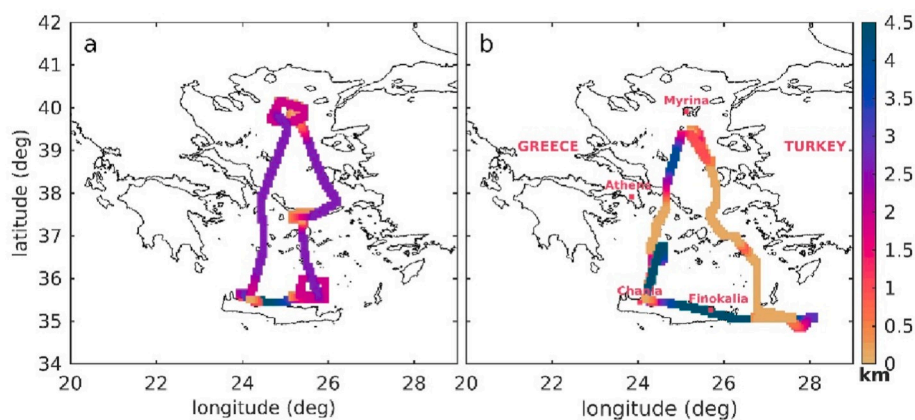 a
b
42
41
40
39
38
37
36
35
34
latitude (deg)
20
22
24
26
28
longitude (deg)
20
22
24
26
28
longitude (deg)
Myrina
GREECE
TURKEY
Athens
Chania
Finokalia
4.5
4
3.5
3
2.5
2
1.5
1
0.5
0
km